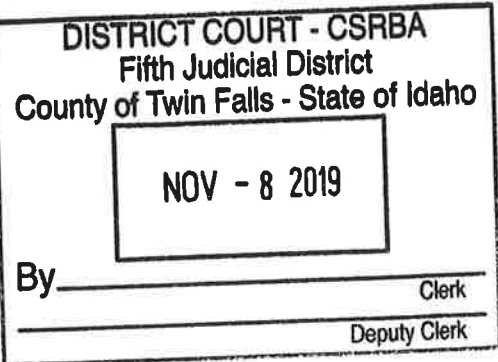 DISTRICT COURT - CSRBA
Fifth Judicial District
County of Twin Falls - State of Idaho
NOV - 8 2019
By
Clerk
Deputy Clerk